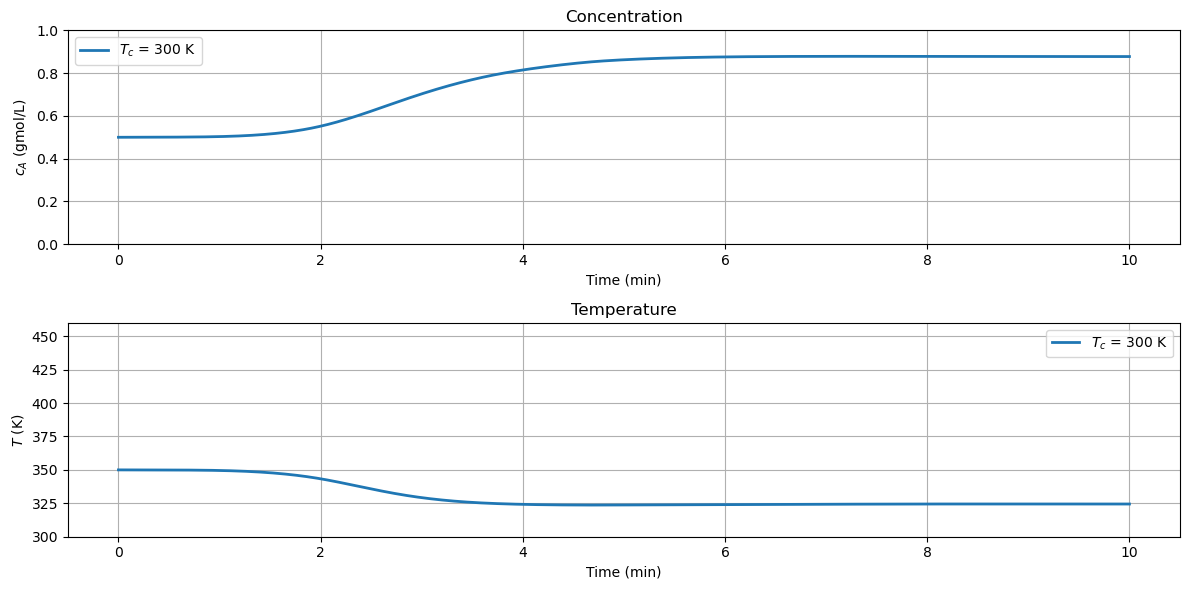 Concentration
T_c = 300 K
1.0
0.8
0.6
0.4
0.2
0.0
c_A (gmol/L)
0 2 4 6 8 10
Time (min)
Temperature
T_c = 300 K
450
425
400
375
350
325
300
T (K)
0 2 4 6 8 10
Time (min)